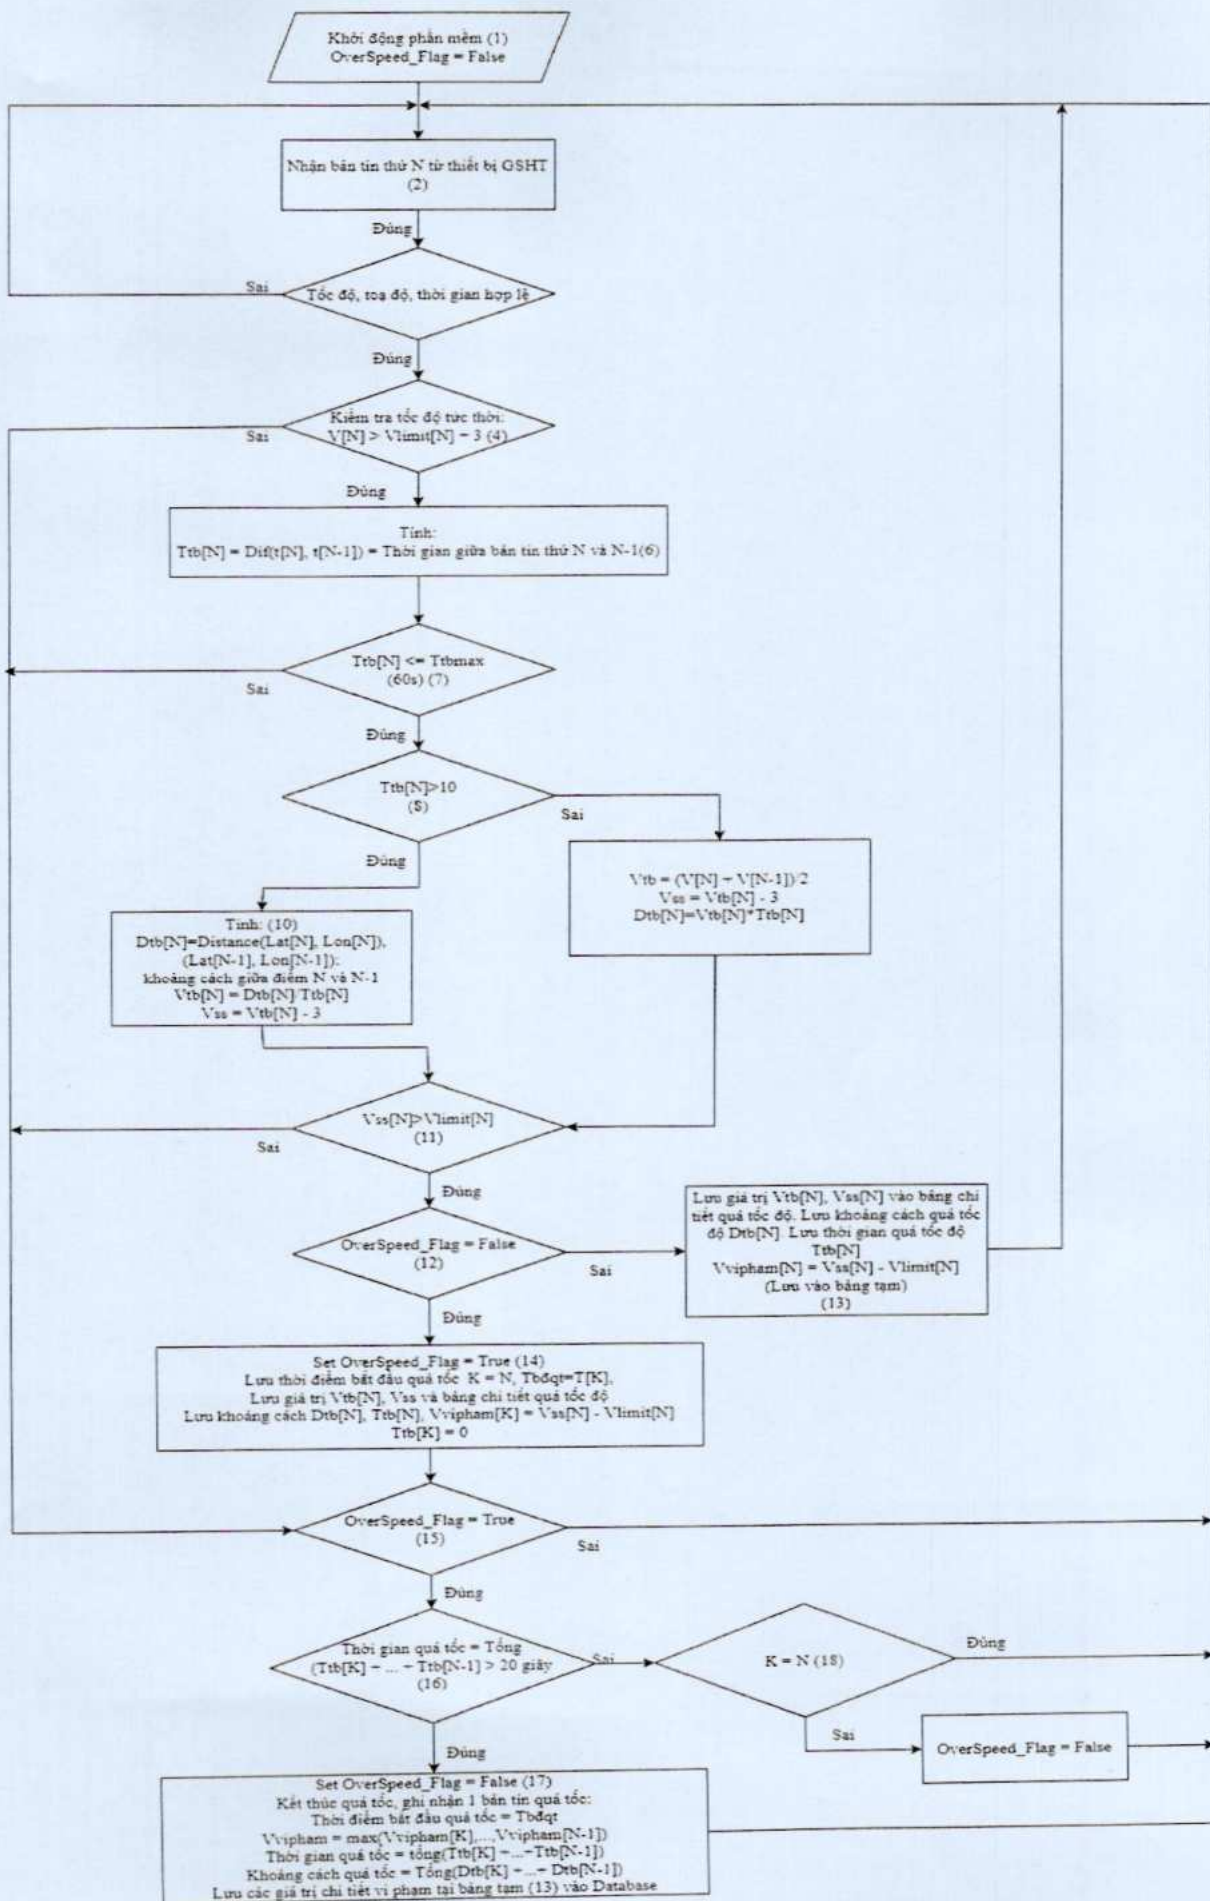 Khởi động phần mềm (1)
OverSpeed_Flag = False
Nhận bản tin thứ N từ thiết bị GSHT
(2)
Đúng
Sai
Tốc độ, toạ độ, thời gian hợp lệ
Đúng
Kiểm tra tốc độ tức thời:
V[N] > Vlimit[N] + 3 (4)
Sai
Đúng
Tính:
Ttb[N] = Dif(t[N], t[N-1]) = Thời gian giữa bản tin thứ N và N-1(6)
Ttb[N] <= Ttbmax
(60s) (7)
Sai
Đúng
Ttb[N]>10
(8)
Sai
Đúng
Vtb = (V[N] + V[N-1])/2
Vss = Vtb[N] - 3
Dtb[N]=Vtb[N]*Ttb[N]
Tính: (10)
Dtb[N]=Distance(Lat[N], Lon[N]),
(Lat[N-1], Lon[N-1]);
khoảng cách giữa điểm N và N-1
Vtb[N] = Dtb[N]/Ttb[N]
Vss = Vtb[N] - 3
Vss[N]>Vlimit[N]
(11)
Sai
Đúng
OverSpeed_Flag = False
(12)
Sai
Lưu giá trị Vtb[N], Vss[N] vào bảng chi
tiết quá tốc độ. Lưu khoảng cách quá tốc
độ Dtb[N]. Lưu thời gian quá tốc độ
Ttb[N]
Vvipham[N] = Vss[N] - Vlimit[N]
(Lưu vào bảng tạm)
(13)
Đúng
Set OverSpeed_Flag = True (14)
Lưu thời điểm bắt đầu quá tốc K = N, Tbđqt=T[K],
Lưu giá trị Vtb[N], Vss và bảng chi tiết quá tốc độ
Lưu khoảng cách Dtb[N], Ttb[N], Vvipham[K] = Vss[N] - Vlimit[N]
Ttb[K] = 0
OverSpeed_Flag = True
(15)
Sai
Đúng
Thời gian quá tốc = Tổng
(Ttb[K] + ... + Ttb[N-1] > 20 giây
(16)
Sai
K = N (18)
Đúng
Sai
OverSpeed_Flag = False
Đúng
Set OverSpeed_Flag = False (17)
Kết thúc quá tốc, ghi nhận 1 bản tin quá tốc:
Thời điểm bắt đầu quá tốc = Tbđqt
Vvipham = max(Vvipham[K],...,Vvipham[N-1])
Thời gian quá tốc = tổng(Ttb[K] +...+Ttb[N-1])
Khoảng cách quá tốc = Tổng(Dtb[K] +...+ Dtb[N-1])
Lưu các giá trị chi tiết vi phạm tại bảng tạm (13) vào Database